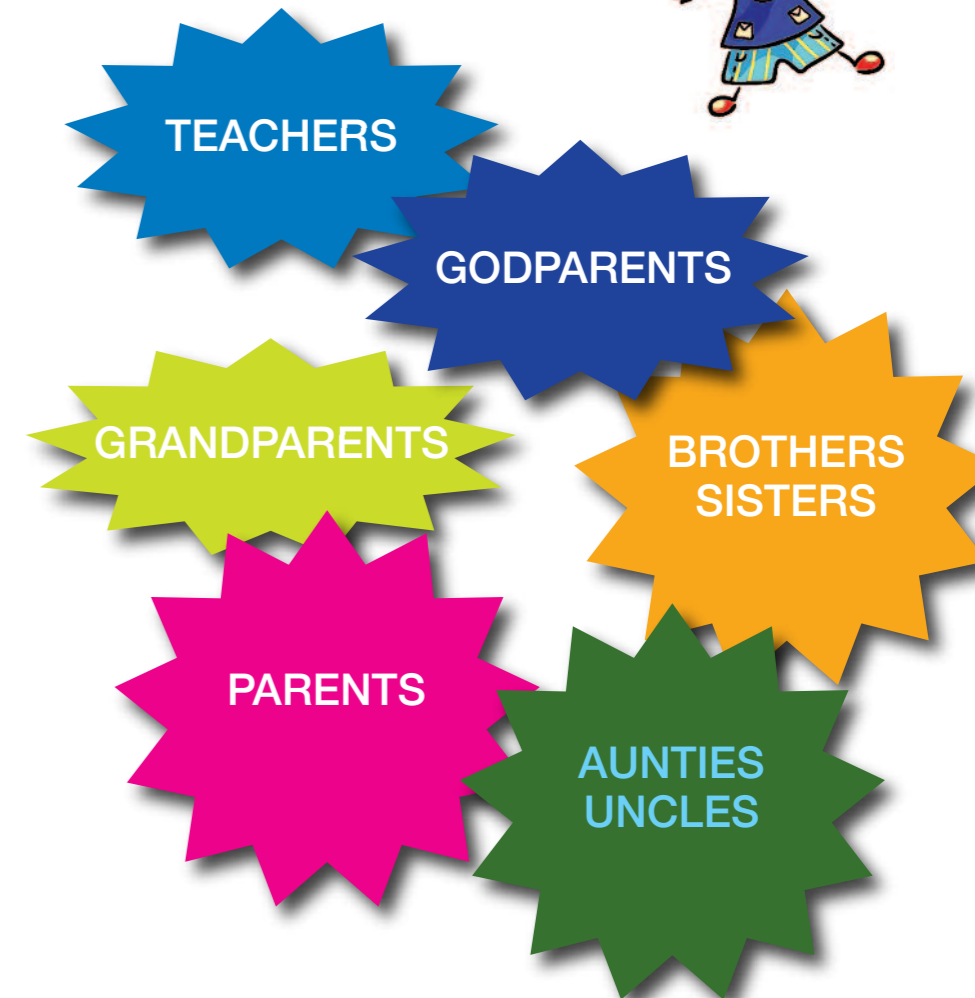 TEACHERS
GODPARENTS
GRANDPARENTS
BROTHERS
SISTERS
PARENTS
AUNTIES
UNCLES